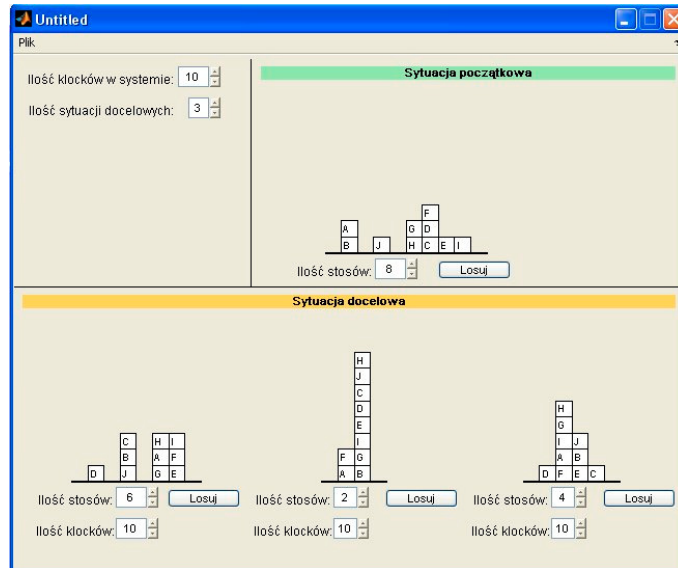 Untitled
Plik
Ilość klocków w systemie: 10
Ilość sytuacji docelowych: 3
Sytuacja początkowa
F
A G D
B J H C E I
Ilość stosów: 8 Losuj
Sytuacja docelowa
H
J
C
D H
C H I E G
B A F I I J
F G A B
D J G E A B D F E C
Ilość stosów: 6 Losuj Ilość stosów: 2 Losuj Ilość stosów: 4 Losuj
Ilość klocków: 10 Ilość klocków: 10 Ilość klocków: 10